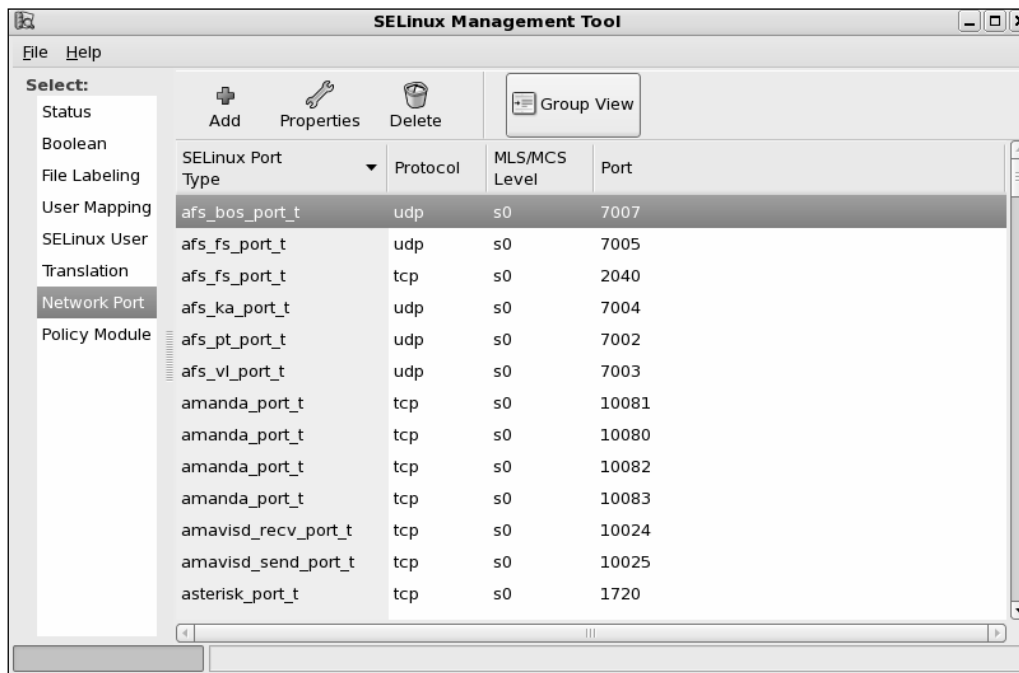 SELinux Management Tool
File Help
Select:
Status
Boolean
File Labeling
User Mapping
SELinux User
Translation
Network Port
Policy Module
Add Properties Delete Group View
SELinux Port Type Protocol MLS/MCS Level Port
afs_bos_port_t udp s0 7007
afs_fs_port_t udp s0 7005
afs_fs_port_t tcp s0 2040
afs_ka_port_t udp s0 7004
afs_pt_port_t udp s0 7002
afs_vl_port_t udp s0 7003
amanda_port_t tcp s0 10081
amanda_port_t tcp s0 10080
amanda_port_t tcp s0 10082
amanda_port_t tcp s0 10083
amavisd_recv_port_t tcp s0 10024
amavisd_send_port_t tcp s0 10025
asterisk_port_t tcp s0 1720